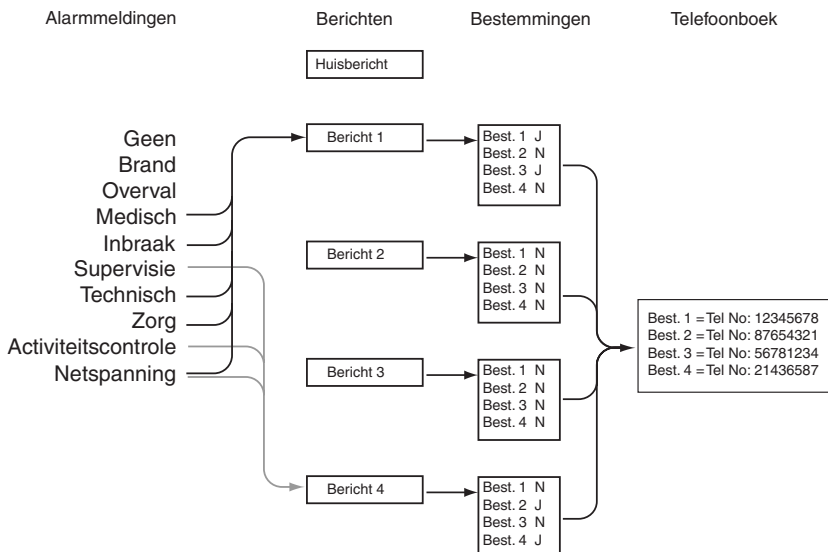 Alarmmeldingen
Berichten
Bestemmingen
Telefoonboek
Huisbericht
Geen
Brand
Overval
Medisch
Inbraak
Supervisie
Technisch
Zorg
Activiteitscontrole
Netspanning
Bericht 1
Best. 1 J
Best. 2 N
Best. 3 J
Best. 4 N
Bericht 2
Best. 1 N
Best. 2 N
Best. 3 N
Best. 4 N
Bericht 3
Best. 1 N
Best. 2 N
Best. 3 N
Best. 4 N
Bericht 4
Best. 1 N
Best. 2 J
Best. 3 N
Best. 4 J
Best. 1 =Tel No: 12345678
Best. 2 =Tel No: 87654321
Best. 3 =Tel No: 56781234
Best. 4 =Tel No: 21436587